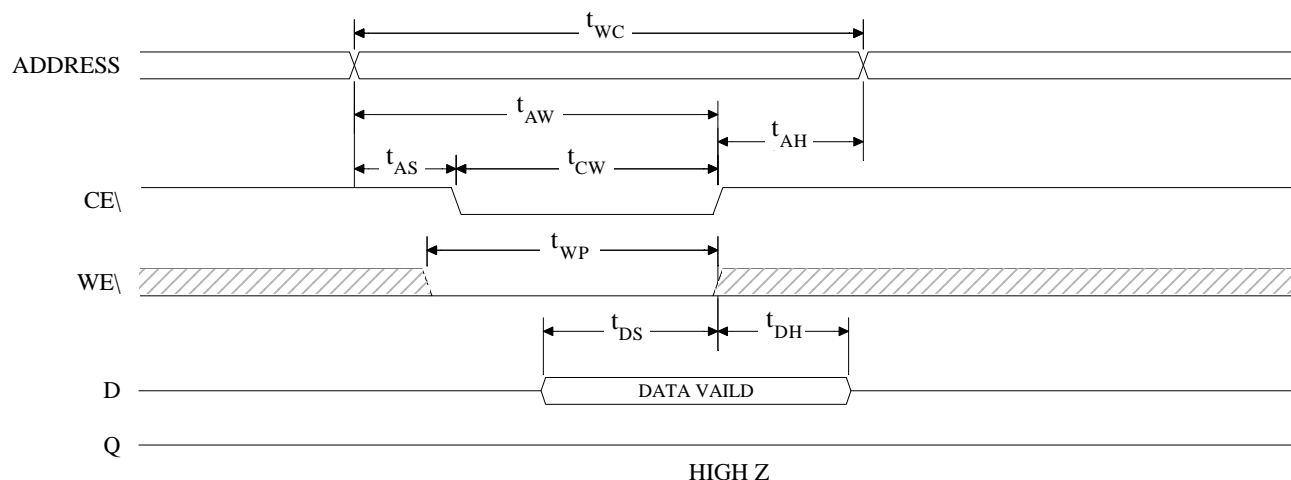 tWC
ADDRESS
tAW
tAH
tAS
tCW
CE\
tWP
WE\
tDS
tDH
D
DATA VAILD
Q
HIGH Z